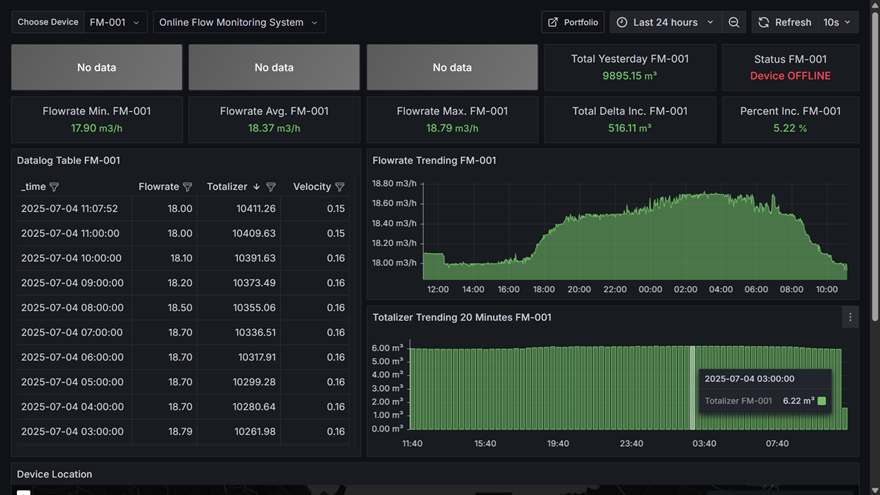 Choose Device FM-001 Online Flow Monitoring System Portfolio Last 24 hours Refresh 10s
No data No data No data Total Yesterday FM-001 Status FM-001
9895.15 m³ Device OFFLINE
Flowrate Min. FM-001 Flowrate Avg. FM-001 Flowrate Max. FM-001 Total Delta Inc. FM-001 Percent Inc. FM-001
17.90 m3/h 18.37 m3/h 18.79 m3/h 516.11 m³ 5.22 %
Datalog Table FM-001
_time Flowrate Totalizer Velocity
2025-07-04 11:07:52 18.00 10411.26 0.15
2025-07-04 11:00:00 18.00 10409.63 0.15
2025-07-04 10:00:00 18.10 10391.63 0.16
2025-07-04 09:00:00 18.20 10373.49 0.16
2025-07-04 08:00:00 18.50 10355.06 0.16
2025-07-04 07:00:00 18.70 10336.51 0.16
2025-07-04 06:00:00 18.70 10317.91 0.16
2025-07-04 05:00:00 18.70 10299.28 0.16
2025-07-04 04:00:00 18.70 10280.64 0.16
2025-07-04 03:00:00 18.79 10261.98 0.16
Flowrate Trending FM-001
18.80 m3/h
18.60 m3/h
18.40 m3/h
18.20 m3/h
18.00 m3/h
12:00 14:00 16:00 18:00 20:00 22:00 00:00 02:00 04:00 06:00 08:00 10:00
Totalizer Trending 20 Minutes FM-001
6.00 m³
5.00 m³
4.00 m³
3.00 m³
2.00 m³
1.00 m³
0.00 m³
2025-07-04 03:00:00
Totalizer FM-001 6.22 m³
11:40 15:40 19:40 23:40 03:40 07:40
Device Location